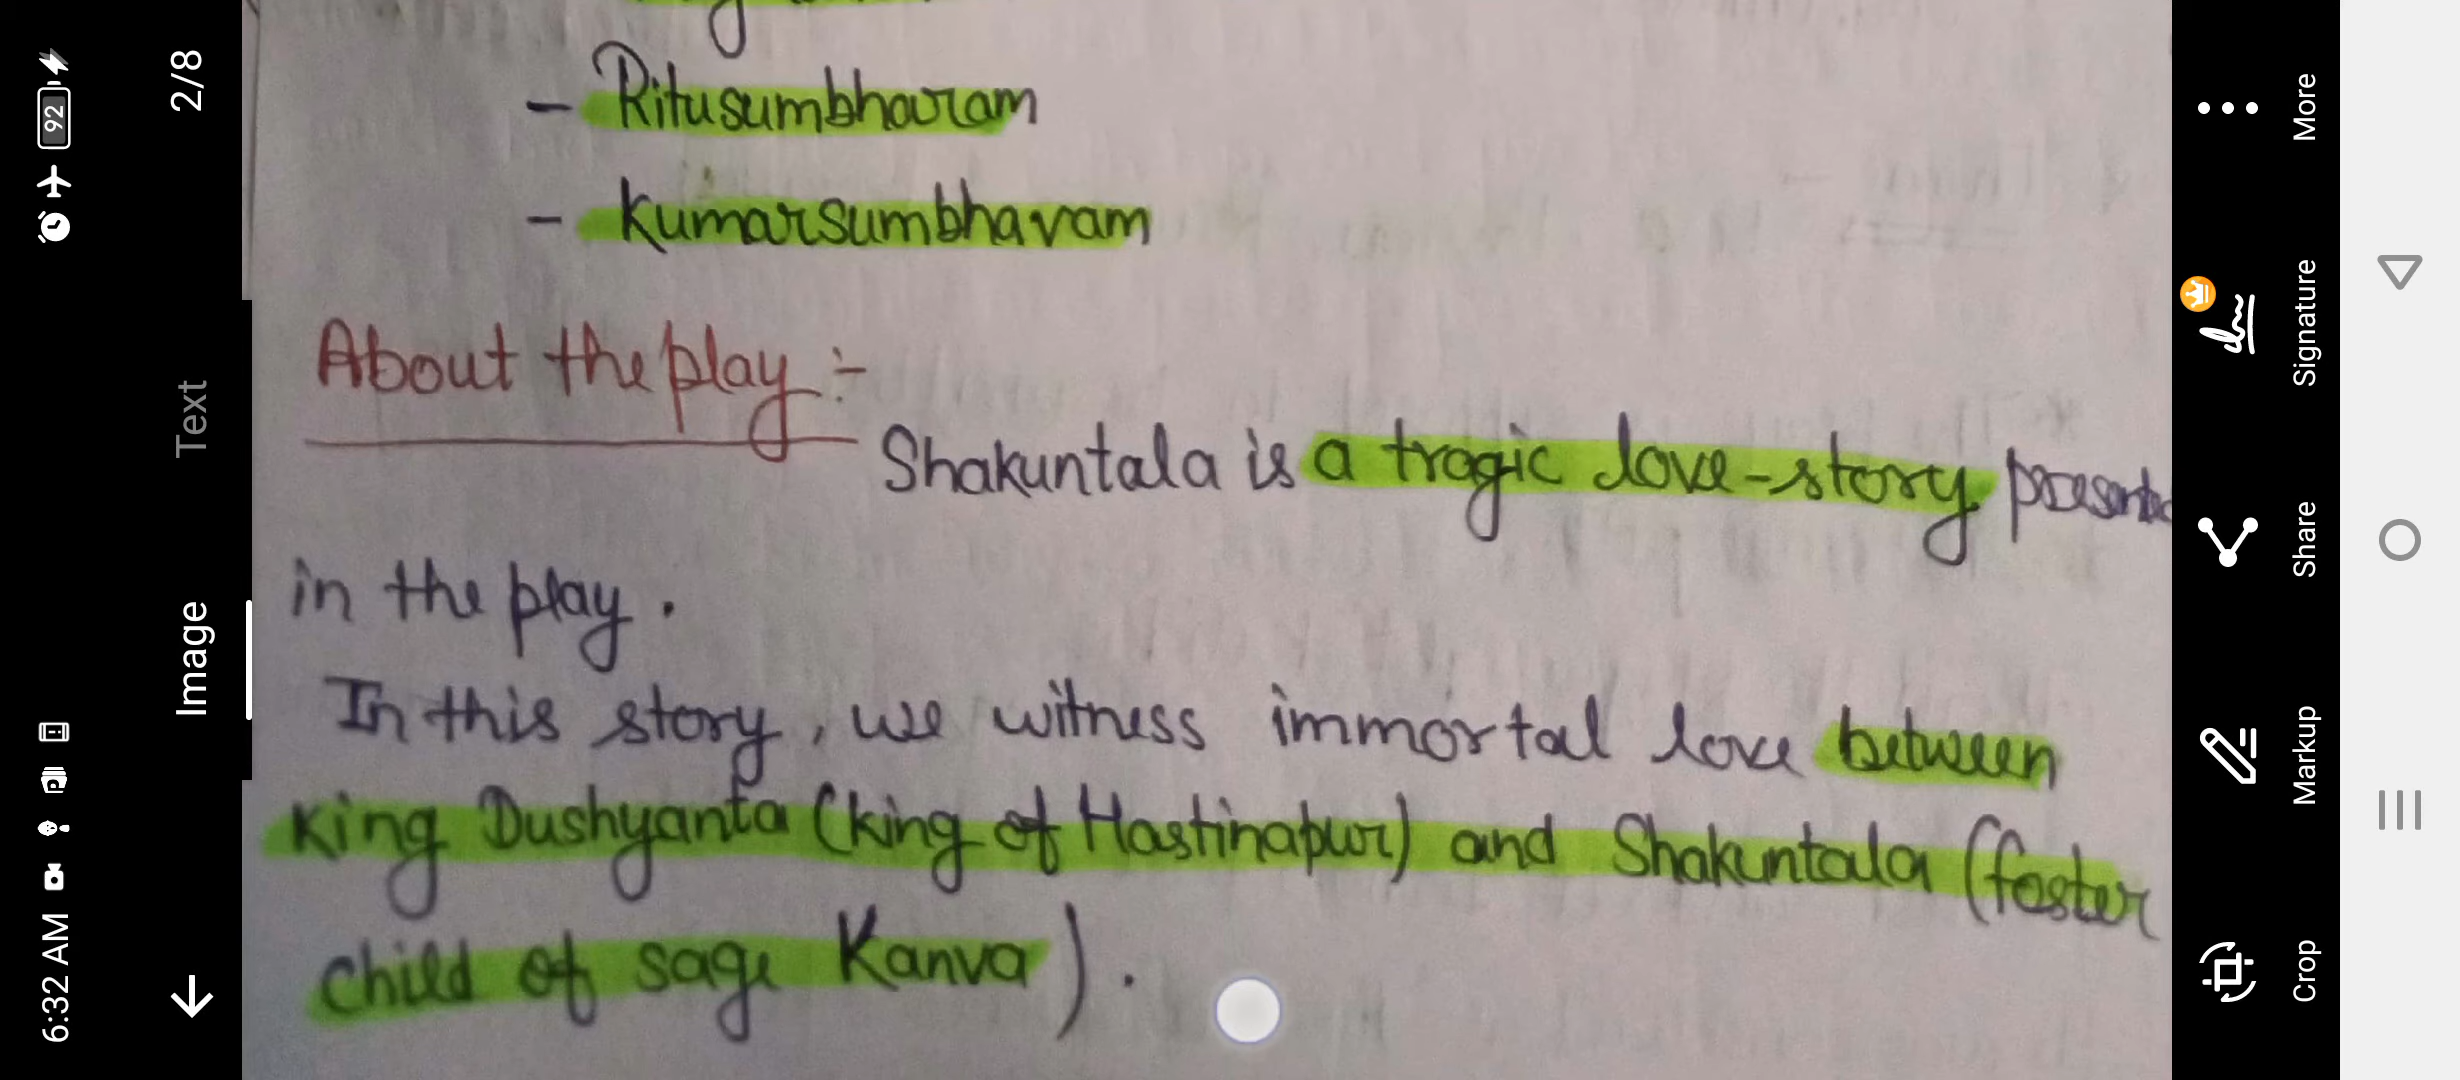 - Ritusumbharam
- Kumarsumbhavam
About the play :-
Shakuntala is a tragic love-story
in the play.
In this story, we witness immortal love between
King Dushyanta (king of Hastinapur) and Shakuntala (foster
child of sage Kanva).
6:32 AM
92
2/8
Text
Image
More
Signature
Share
Markup
Crop